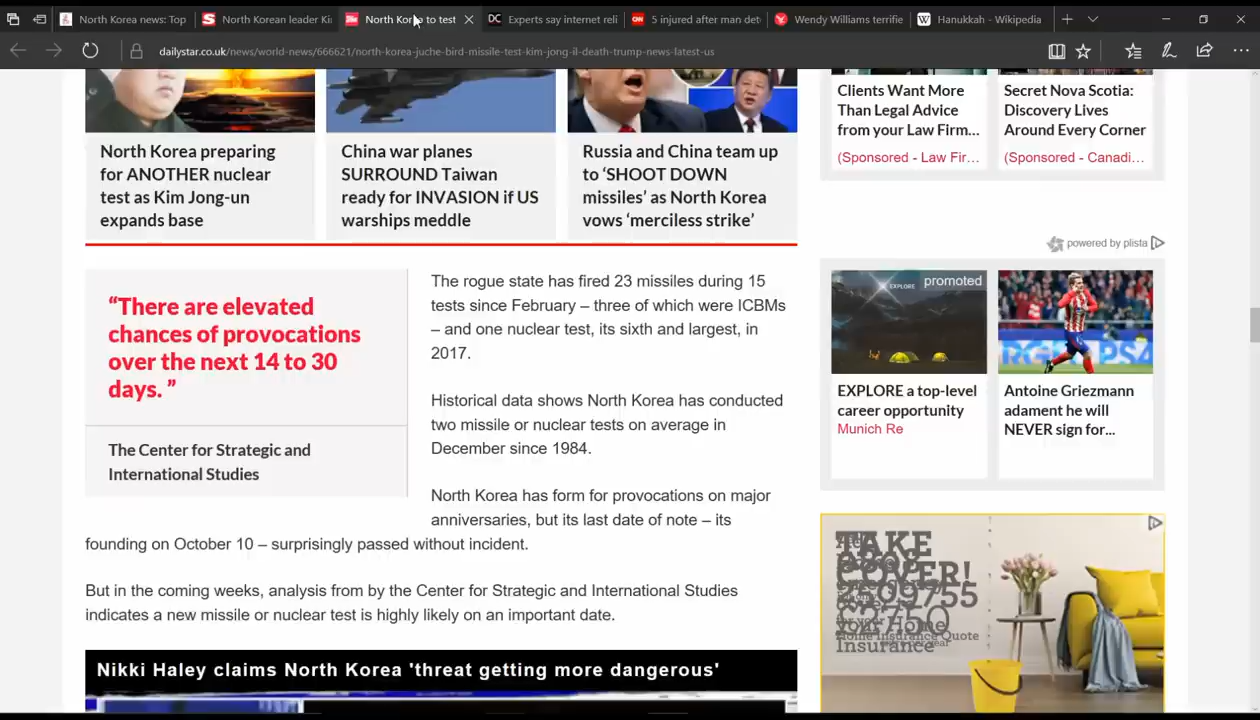 North Korea news: Top
North Korean leader Ki
North Korea to test
Experts say internet reli
5 injured after man det
Wendy Williams terrifie
Hanukkah - Wikipedia
dailystar.co.uk/news/world-news/666621/north-korea-juche-bird-missile-test-kim-jong-il-death-trump-news-latest-us
North Korea preparing
for ANOTHER nuclear
test as Kim Jong-un
expands base
China war planes
SURROUND Taiwan
ready for INVASION if US
warships meddle
Russia and China team up
to ‘SHOOT DOWN
missiles’ as North Korea
vows ‘merciless strike’
Clients Want More
Than Legal Advice
from your Law Firm...
(Sponsored - Law Fir...
Secret Nova Scotia:
Discovery Lives
Around Every Corner
(Sponsored - Canadi...
powered by plista
“There are elevated
chances of provocations
over the next 14 to 30
days. ”
The Center for Strategic and
International Studies
The rogue state has fired 23 missiles during 15
tests since February – three of which were ICBMs
– and one nuclear test, its sixth and largest, in
2017.
Historical data shows North Korea has conducted
two missile or nuclear tests on average in
December since 1984.
North Korea has form for provocations on major
anniversaries, but its last date of note – its
founding on October 10 – surprisingly passed without incident.
But in the coming weeks, analysis from by the Center for Strategic and International Studies
indicates a new missile or nuclear test is highly likely on an important date.
Nikki Haley claims North Korea 'threat getting more dangerous'
EXPLORE
promoted
EXPLORE a top-level
career opportunity
Munich Re
Antoine Griezmann
adament he will
NEVER sign for...
TAKE
COVER!
your Home
Home Insurance Quote
Insurance